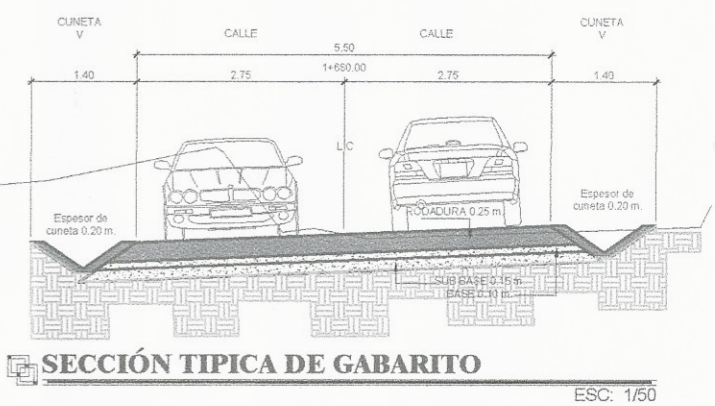 CUNETA
V
CALLE
CALLE
CUNETA
V
5.50
1+680.00
1.40
2.75
2.75
1.40
L C
Espesor de
cuneta 0.20 m.
RODADURA 0.25 m.
Espesor de
cuneta 0.20 m.
SUB BASE 0.15 m
BASE 0.10 m.
SECCIÓN TIPICA DE GABARITO
ESC: 1/50